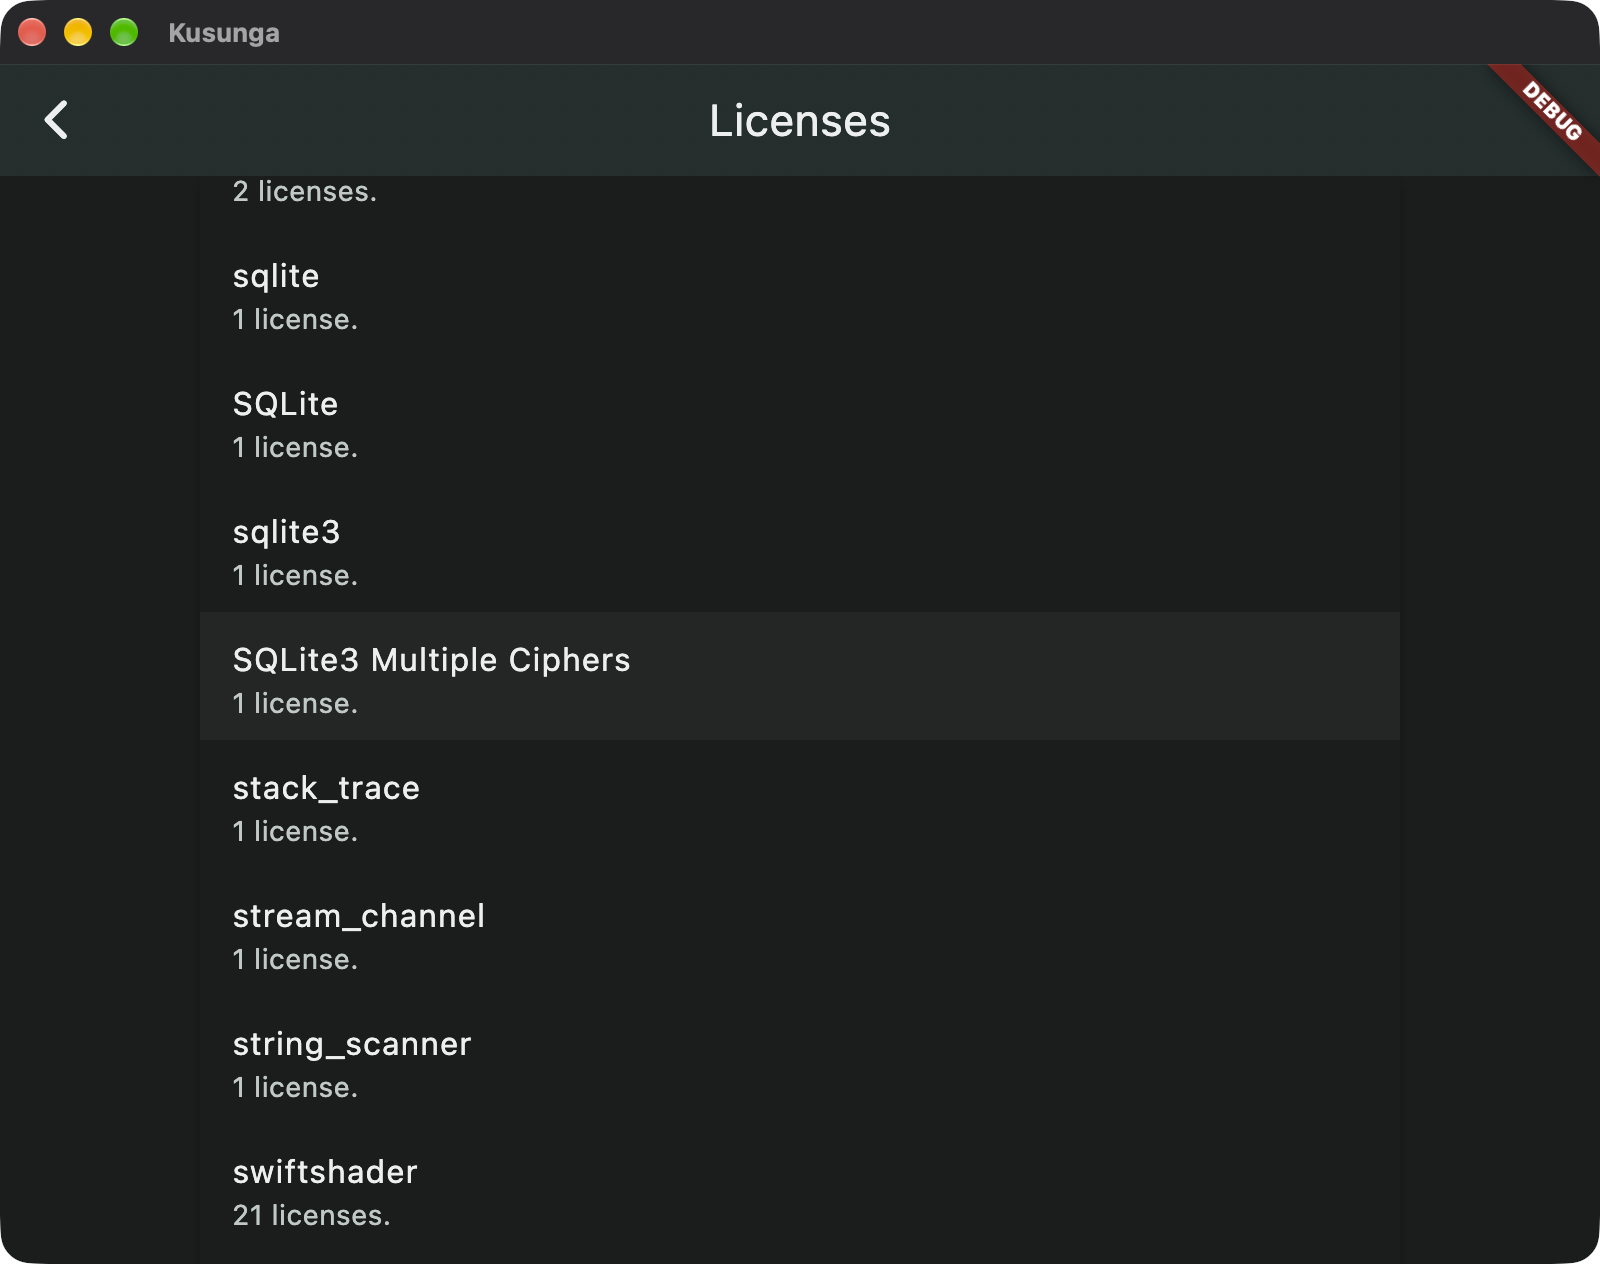 Kusunga
Licenses
DEBUG
2 licenses.
sqlite
1 license.
SQLite
1 license.
sqlite3
1 license.
SQLite3 Multiple Ciphers
1 license.
stack_trace
1 license.
stream_channel
1 license.
string_scanner
1 license.
swiftshader
21 licenses.